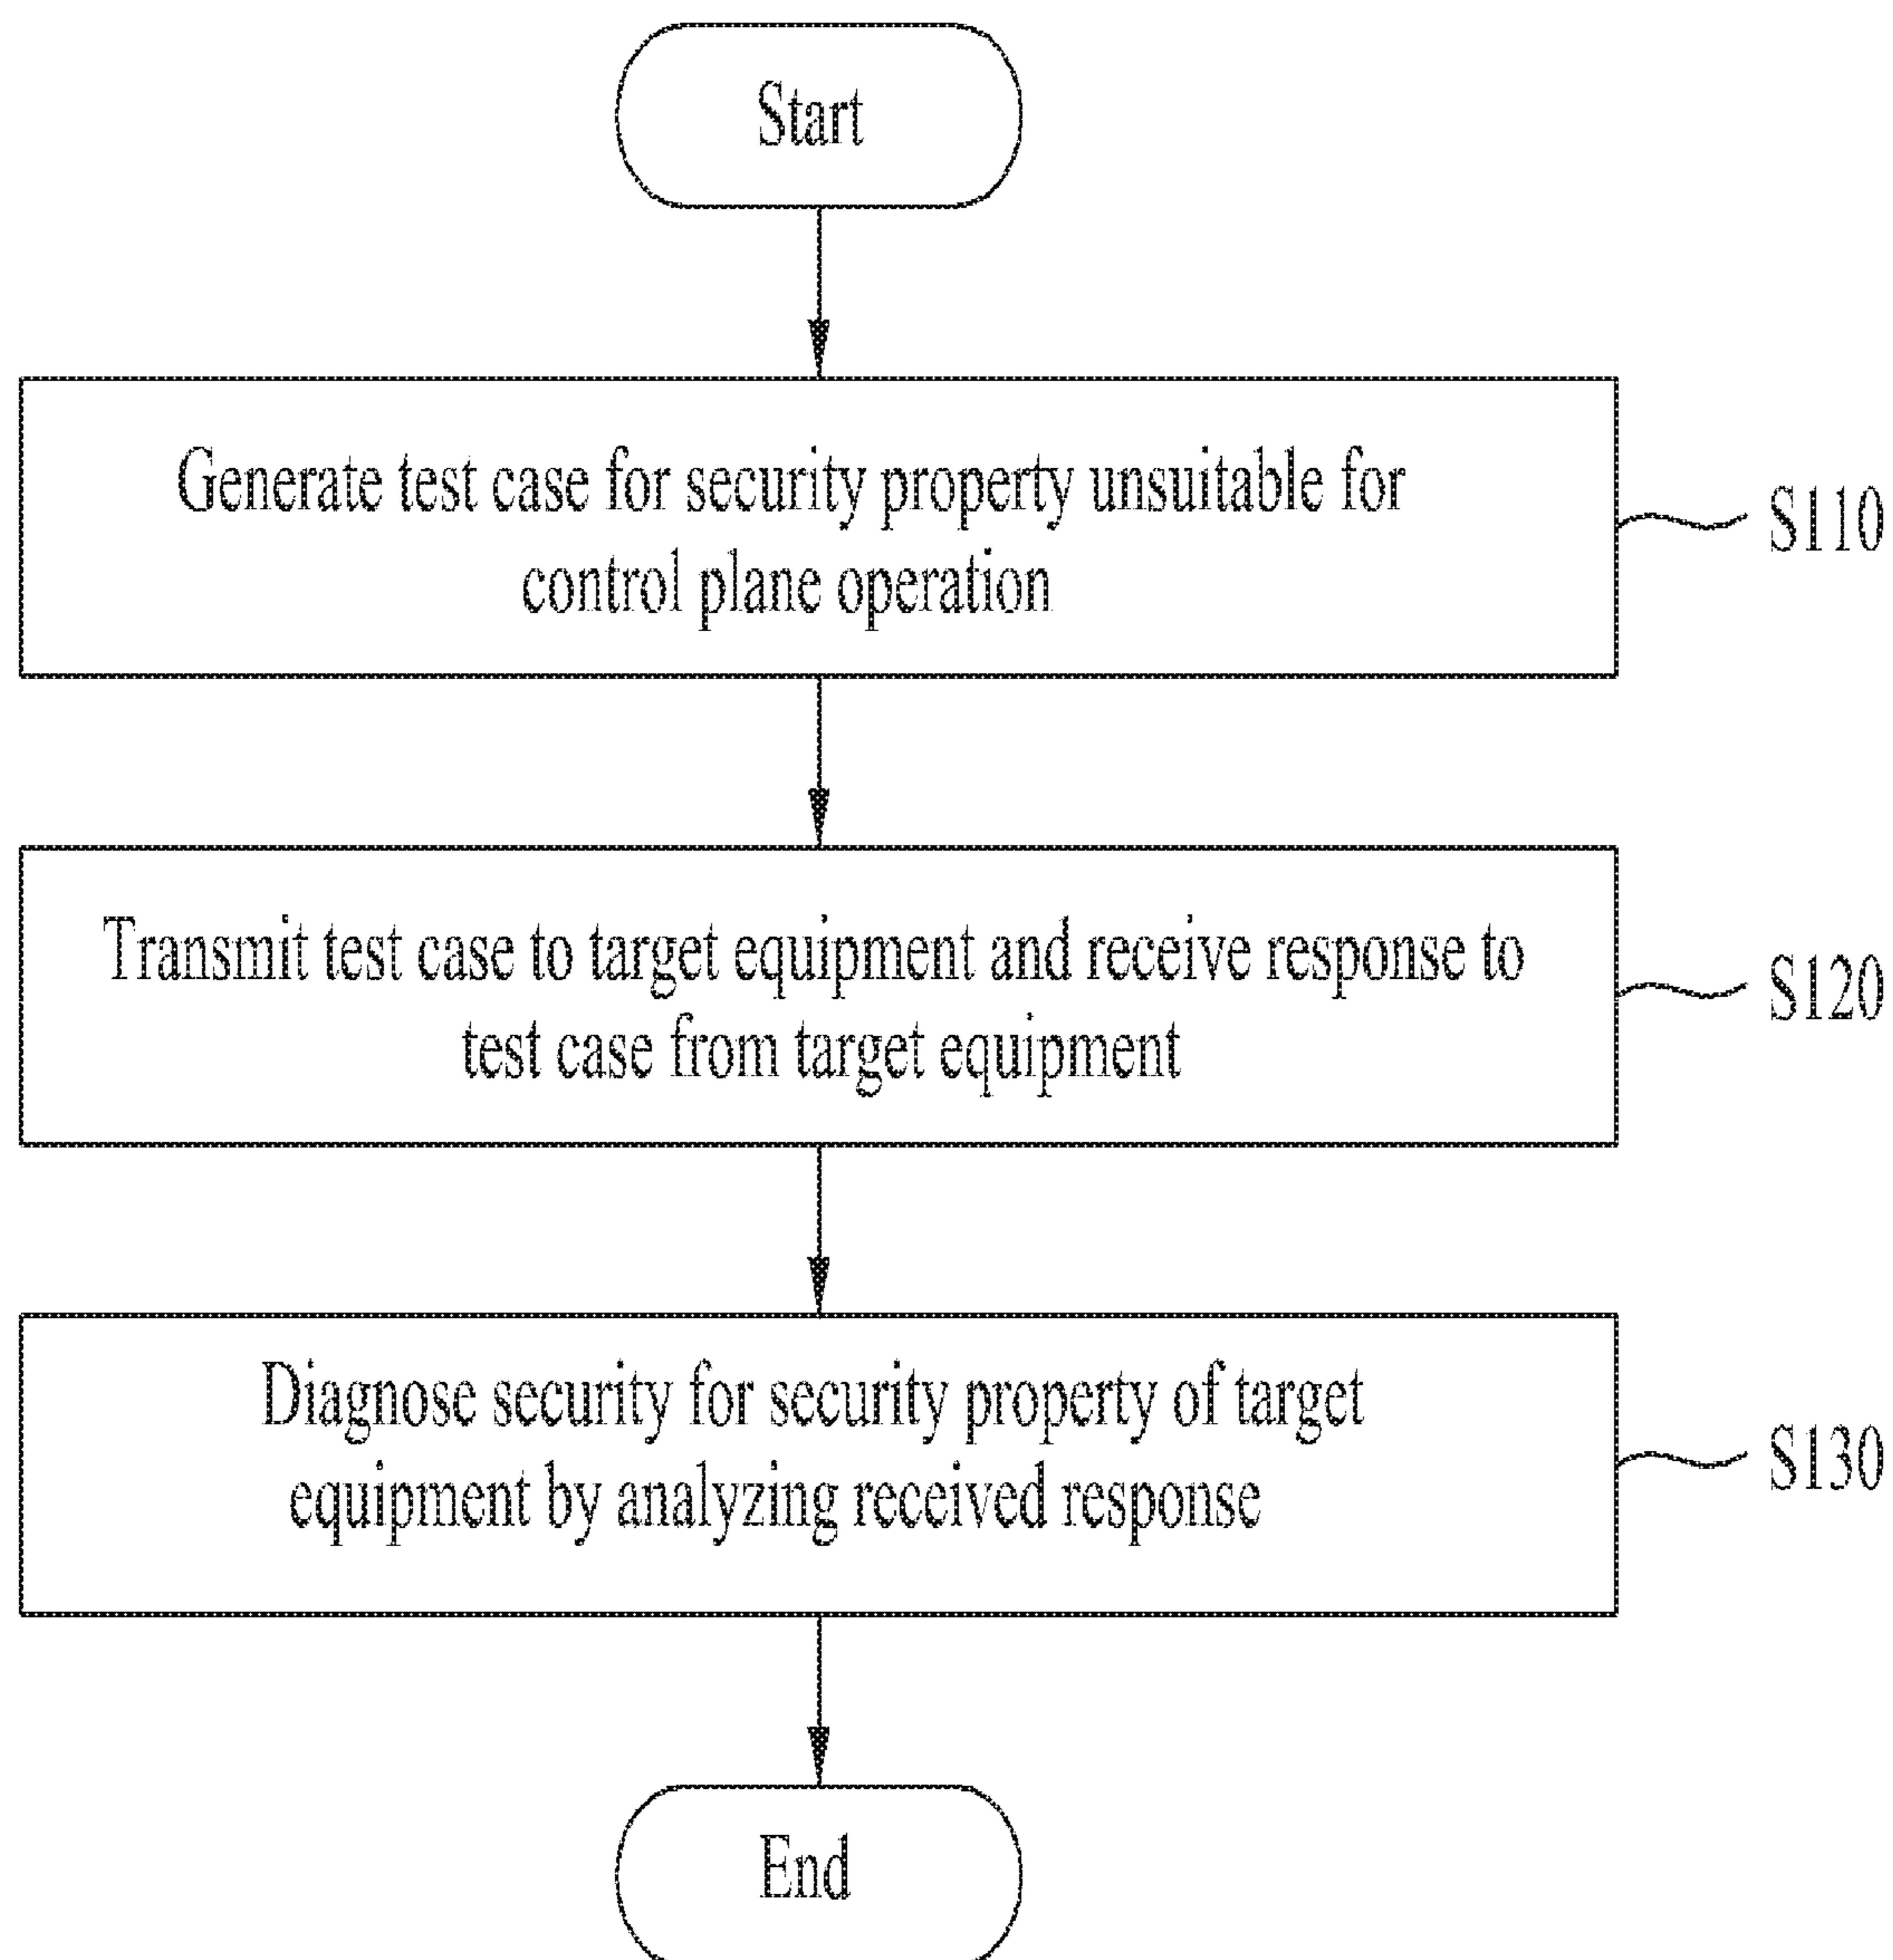 Start
Generate test case for security property unsuitable for
control plane operation
S110
Transmit test case to target equipment and receive response to
test case from target equipment
S120
Diagnose security for security property of target
equipment by analyzing received response
S130
End